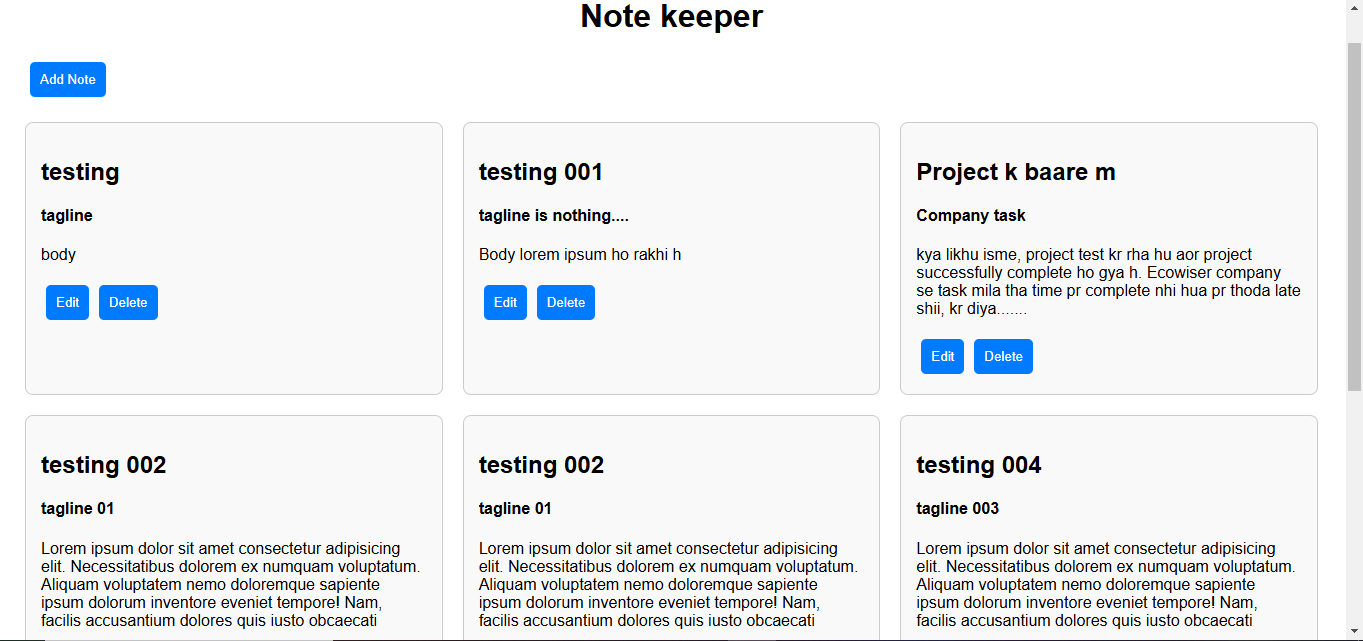 Note keeper
Add Note
testing
tagline
body
Edit Delete
testing 001
tagline is nothing....
Body lorem ipsum ho rakhi h
Edit Delete
Project k baare m
Company task
kya likhu isme, project test kr rha hu aor project
successfully complete ho gya h. Ecowiser company
se task mila tha time pr complete nhi hua pr thoda late
shii, kr diya.......
Edit Delete
testing 002
tagline 01
Lorem ipsum dolor sit amet consectetur adipisicing
elit. Necessitatibus dolorem ex numquam voluptatum.
Aliquam voluptatem nemo doloremque sapiente
ipsum dolorum inventore eveniet tempore! Nam,
facilis accusantium dolores quis iusto obcaecati
testing 002
tagline 01
Lorem ipsum dolor sit amet consectetur adipisicing
elit. Necessitatibus dolorem ex numquam voluptatum.
Aliquam voluptatem nemo doloremque sapiente
ipsum dolorum inventore eveniet tempore! Nam,
facilis accusantium dolores quis iusto obcaecati
testing 004
tagline 003
Lorem ipsum dolor sit amet consectetur adipisicing
elit. Necessitatibus dolorem ex numquam voluptatum.
Aliquam voluptatem nemo doloremque sapiente
ipsum dolorum inventore eveniet tempore! Nam,
facilis accusantium dolores quis iusto obcaecati